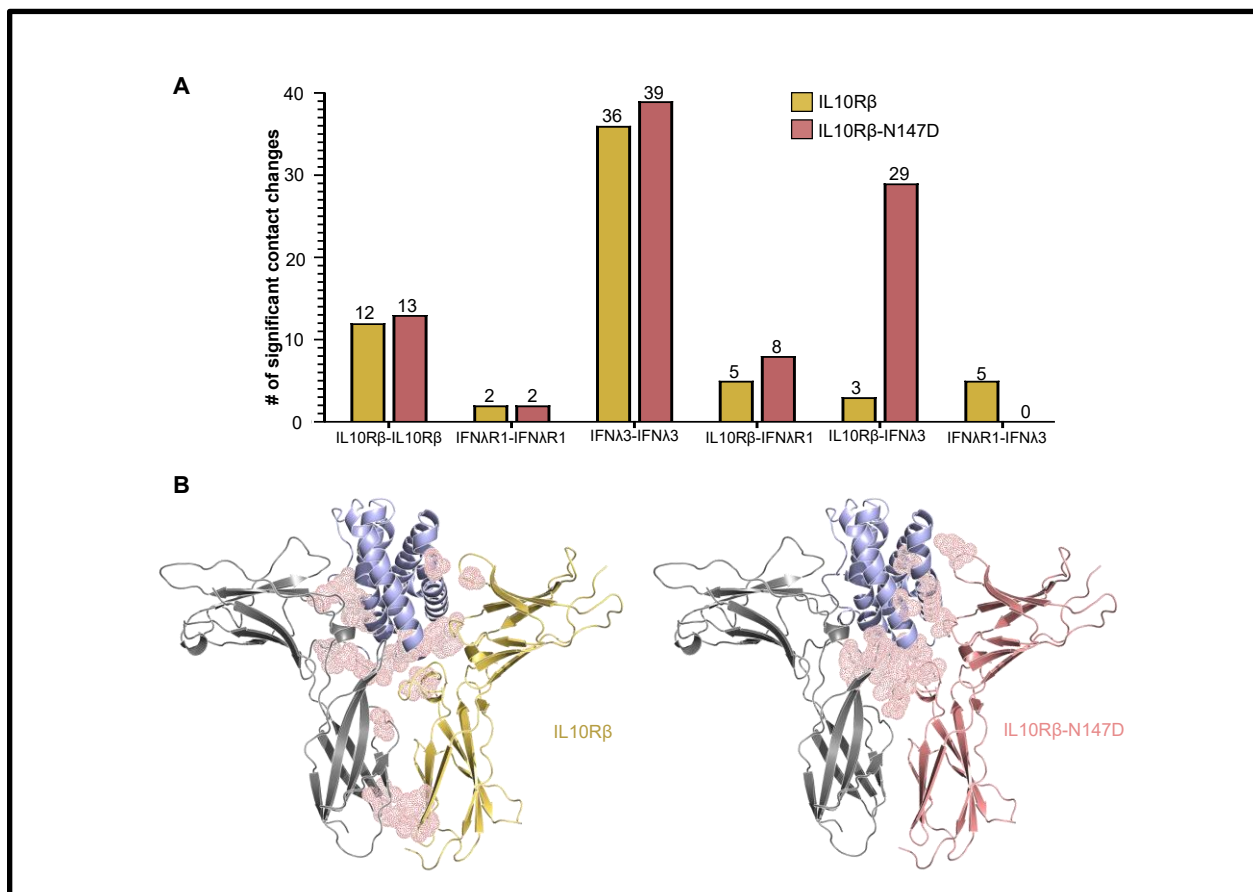 A
# of significant contact changes
40
30
20
10
0
IL10Rβ
IL10Rβ-N147D
12
13
2
2
36
39
5
8
3
29
5
0
IL10Rβ-IL10Rβ
IFNλR1-IFNλR1
IFNλ3-IFNλ3
IL10Rβ-IFNλR1
IL10Rβ-IFNλ3
IFNλR1-IFNλ3
B
IL10Rβ
IL10Rβ-N147D